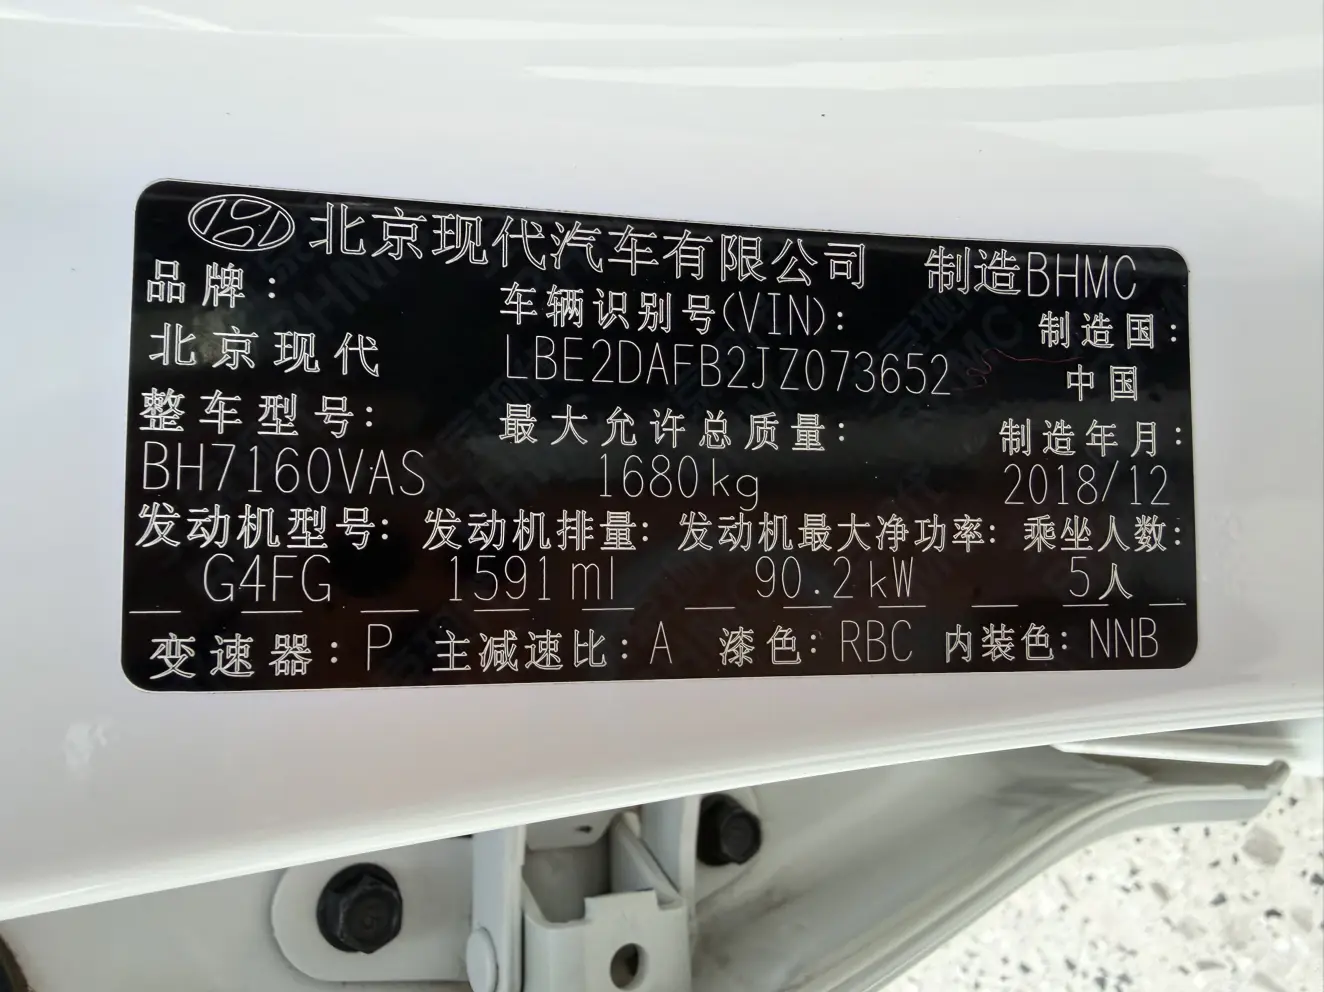 北京现代汽车有限公司 制造BHMC
品牌： 车辆识别号(VIN)： 制造国：
北京现代 LBE2DAFB2JZ073652 中国
整车型号： 最大允许总质量： 制造年月：
BH7160VAS 1680kg 2018/12
发动机型号： 发动机排量： 发动机最大净功率： 乘坐人数：
G4FG 1591ml 90.2kW 5人
变速器：P 主减速比：A 漆色：RBC 内装色：NNB